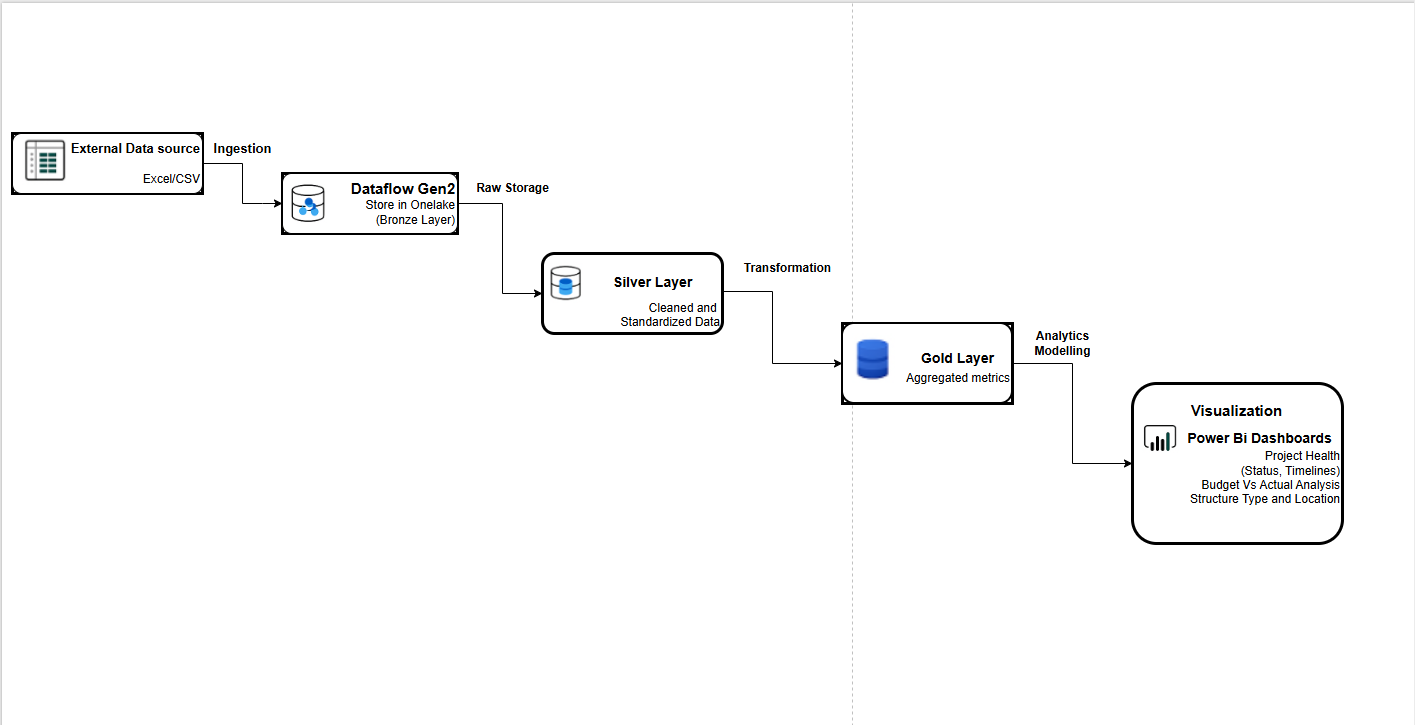 External Data source
Excel/CSV
Ingestion
Dataflow Gen2
Store in Onelake
(Bronze Layer)
Raw Storage
Silver Layer
Cleaned and
Standardized Data
Transformation
Gold Layer
Aggregated metrics
Analytics
Modelling
Visualization
Power Bi Dashboards
Project Health
(Status, Timelines)
Budget Vs Actual Analysis
Structure Type and Location